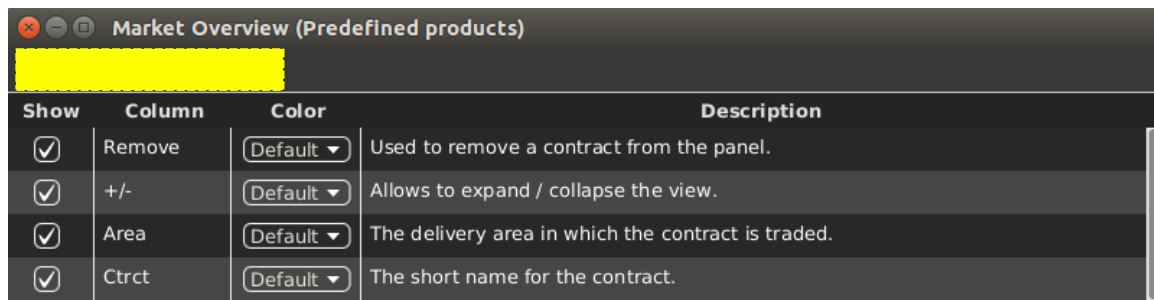 Market Overview (Predefined products)
Show Column Color Description
Remove Default Used to remove a contract from the panel.
+/- Default Allows to expand / collapse the view.
Area Default The delivery area in which the contract is traded.
Ctrct Default The short name for the contract.